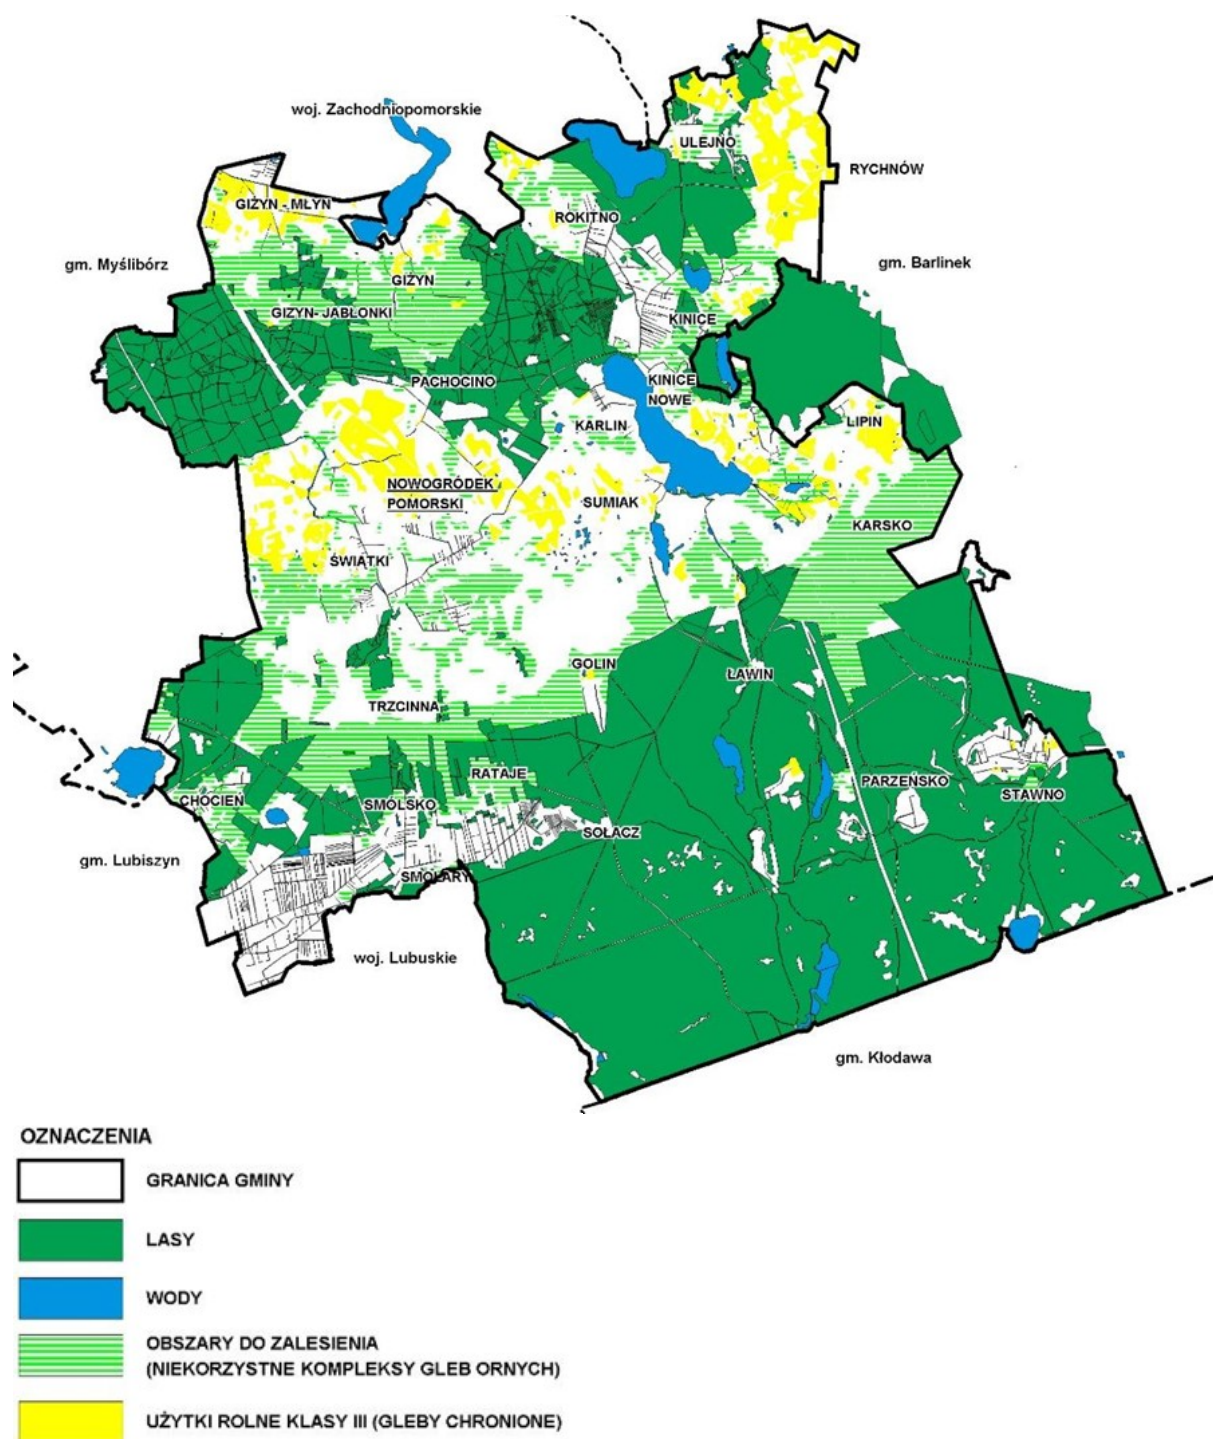 woj. Zachodniopomorskie
ULEJNO
RYCHNÓW
GIŻYN - MŁYN
ROKITNO
gm. Myślibórz
gm. Barlinek
GIŻYN
GIZYN- JABŁONKI
KINICE
PACHOCINO
KINICE
NOWE
KARLIN
LIPIN
NOWOGRÓDEK
POMORSKI
SUMIAK
KARSKO
ŚWIĄTKI
GOLIN
ŁAWIN
TRZCINNA
RATAJE
PARZEŃSKO
CHOCIEŃ
SMOLSKO
STAWNO
SOŁACZ
gm. Lubiszyn
SMOLARY
woj. Lubuskie
gm. Kłodawa
OZNACZENIA
GRANICA GMINY
LASY
WODY
OBSZARY DO ZALESIENIA
(NIEKORZYSTNE KOMPLEKSY GLEB ORNYCH)
UŻYTKI ROLNE KLASY III (GLEBY CHRONIONE)